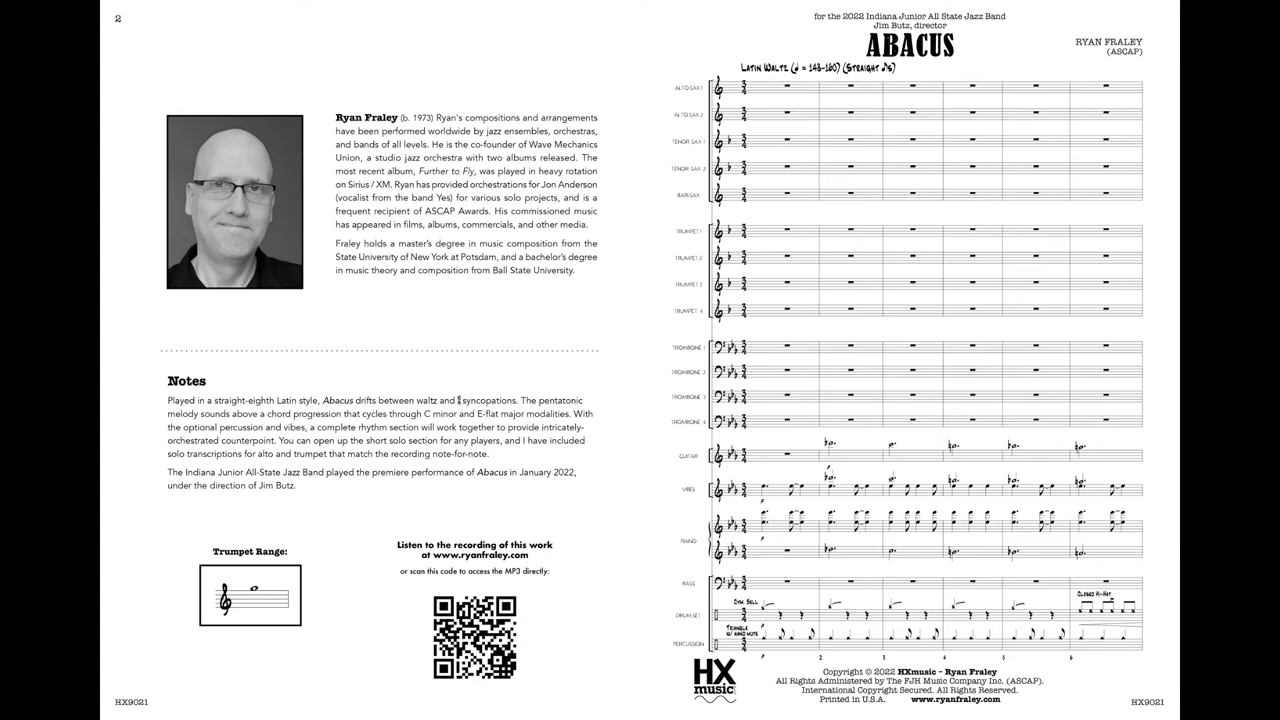 2
Ryan Fraley (b. 1973) Ryan's compositions and arrangements
have been performed worldwide by jazz ensembles, orchestras,
and bands of all levels. He is the co-founder of Wave Mechanics
Union, a studio jazz orchestra with two albums released. The
most recent album, Further to Fly, was played in heavy rotation
on Sirius / XM. Ryan has provided orchestrations for Jon Anderson
(vocalist from the band Yes) for various solo projects, and is a
frequent recipient of ASCAP Awards. His commissioned music
has appeared in films, albums, commercials, and other media.
Fraley holds a master's degree in music composition from the
State University of New York at Potsdam, and a bachelor's degree
in music theory and composition from Ball State University.
Notes
Played in a straight-eighth Latin style, Abacus drifts between waltz and syncopations. The pentatonic
melody sounds above a chord progression that cycles through C minor and E-flat major modalities. With
the optional percussion and vibes, a complete rhythm section will work together to provide intricately-
orchestrated counterpoint. You can open up the short solo section for any players, and I have included
solo transcriptions for alto and trumpet that match the recording note-for-note.
The Indiana Junior All-State Jazz Band played the premiere performance of Abacus in January 2022,
under the direction of Jim Butz.
Trumpet Range:
Listen to the recording of this work
at www.ryanfraley.com
or scan this code to access the MP3 directly:
HX9021
for the 2022 Indiana Junior All State Jazz Band
Jim Butz, director
ABACUS
RYAN FRALEY
(ASCAP)
LATIN WALTZ (♩ = 148-160) (STRAIGHT ♪s)
ALTO SAX 1
ALTO SAX 2
TENOR SAX 1
TENOR SAX 2
BARI SAX
TRUMPET 1
TRUMPET 2
TRUMPET 3
TRUMPET 4
TROMBONE 1
TROMBONE 2
TROMBONE 3
TROMBONE 4
GUITAR
VIBES
PIANO
BASS
CYM. BELL
CLOSED HI-HAT
DRUM SET
TRIANGLE
W/ HAND MUTE
PERCUSSION
2 3 4 5 6
HX
music
Copyright © 2022 HXmusic - Ryan Fraley
All Rights Administered by The FJH Music Company Inc. (ASCAP).
International Copyright Secured. All Rights Reserved.
Printed in U.S.A. www.ryanfraley.com
HX9021